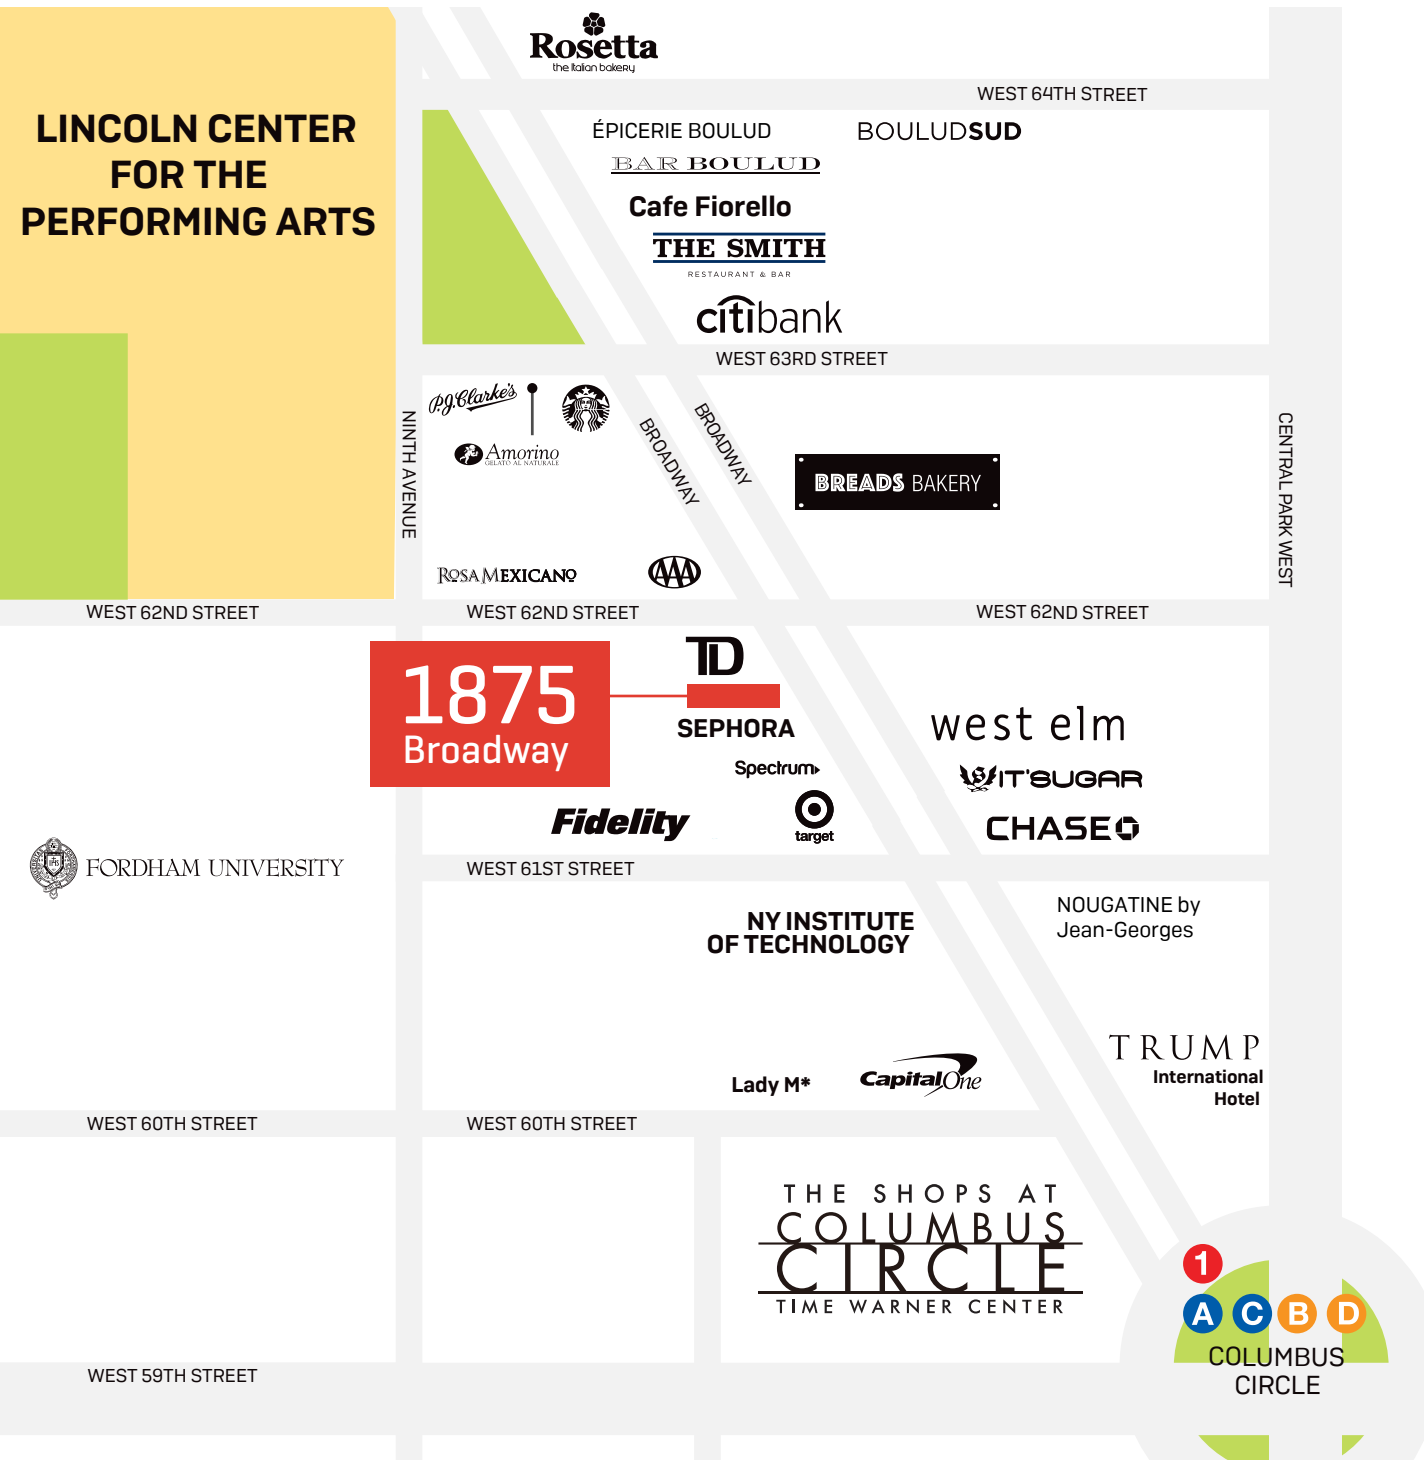 Rosetta
the italian bakery
WEST 64TH STREET
LINCOLN CENTER
FOR THE
PERFORMING ARTS
ÉPICERIE BOULUD
BOULUDSUD
BAR BOULUD
Cafe Fiorello
THE SMITH
RESTAURANT & BAR
citibank
WEST 63RD STREET
P.J.Clarke's
Amorino
GELATO AL NATURALE
NINTH AVENUE
BROADWAY
BROADWAY
BREADS BAKERY
CENTRAL PARK WEST
ROSA MEXICANO
AAA
WEST 62ND STREET
WEST 62ND STREET
WEST 62ND STREET
1875
Broadway
TD
SEPHORA
Spectrum
Fidelity
target
west elm
IT'SUGAR
CHASE
WEST 61ST STREET
FORDHAM UNIVERSITY
NY INSTITUTE
OF TECHNOLOGY
NOUGATINE by
Jean-Georges
Lady M*
CapitalOne
TRUMP
International
Hotel
WEST 60TH STREET
WEST 60TH STREET
THE SHOPS AT
COLUMBUS
CIRCLE
TIME WARNER CENTER
1
A C B D
COLUMBUS
CIRCLE
WEST 59TH STREET